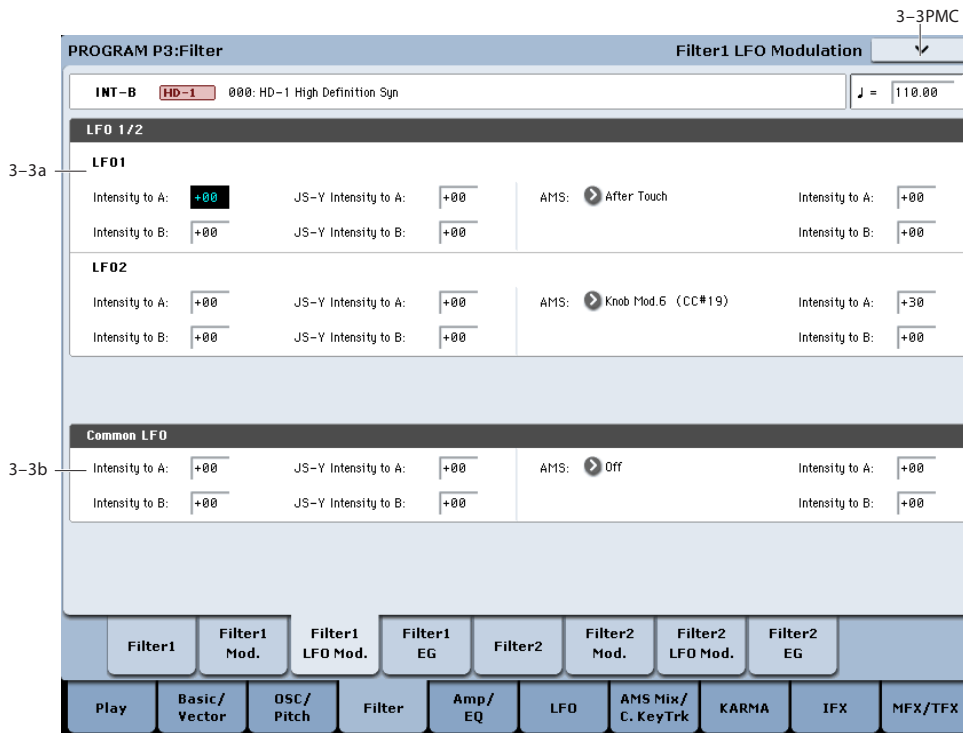 3–3PMC
PROGRAM P3:Filter Filter1 LFO Modulation
INT–B HD–1 000: HD–1 High Definition Syn ♩ = 110.00
LFO 1/2
3–3a
LFO1
Intensity to A: +00 JS–Y Intensity to A: +00 AMS: After Touch Intensity to A: +00
Intensity to B: +00 JS–Y Intensity to B: +00 Intensity to B: +00
LFO2
Intensity to A: +00 JS–Y Intensity to A: +00 AMS: Knob Mod.6 (CC#19) Intensity to A: +30
Intensity to B: +00 JS–Y Intensity to B: +00 Intensity to B: +00
Common LFO
3–3b Intensity to A: +00 JS–Y Intensity to A: +00 AMS: Off Intensity to A: +00
Intensity to B: +00 JS–Y Intensity to B: +00 Intensity to B: +00
Filter1 Filter1 Mod. Filter1 LFO Mod. Filter1 EG Filter2 Filter2 Mod. Filter2 LFO Mod. Filter2 EG
Play Basic/ Vector OSC/ Pitch Filter Amp/ EQ LFO AMS Mix/ C. KeyTrk KARMA IFX MFX/TFX